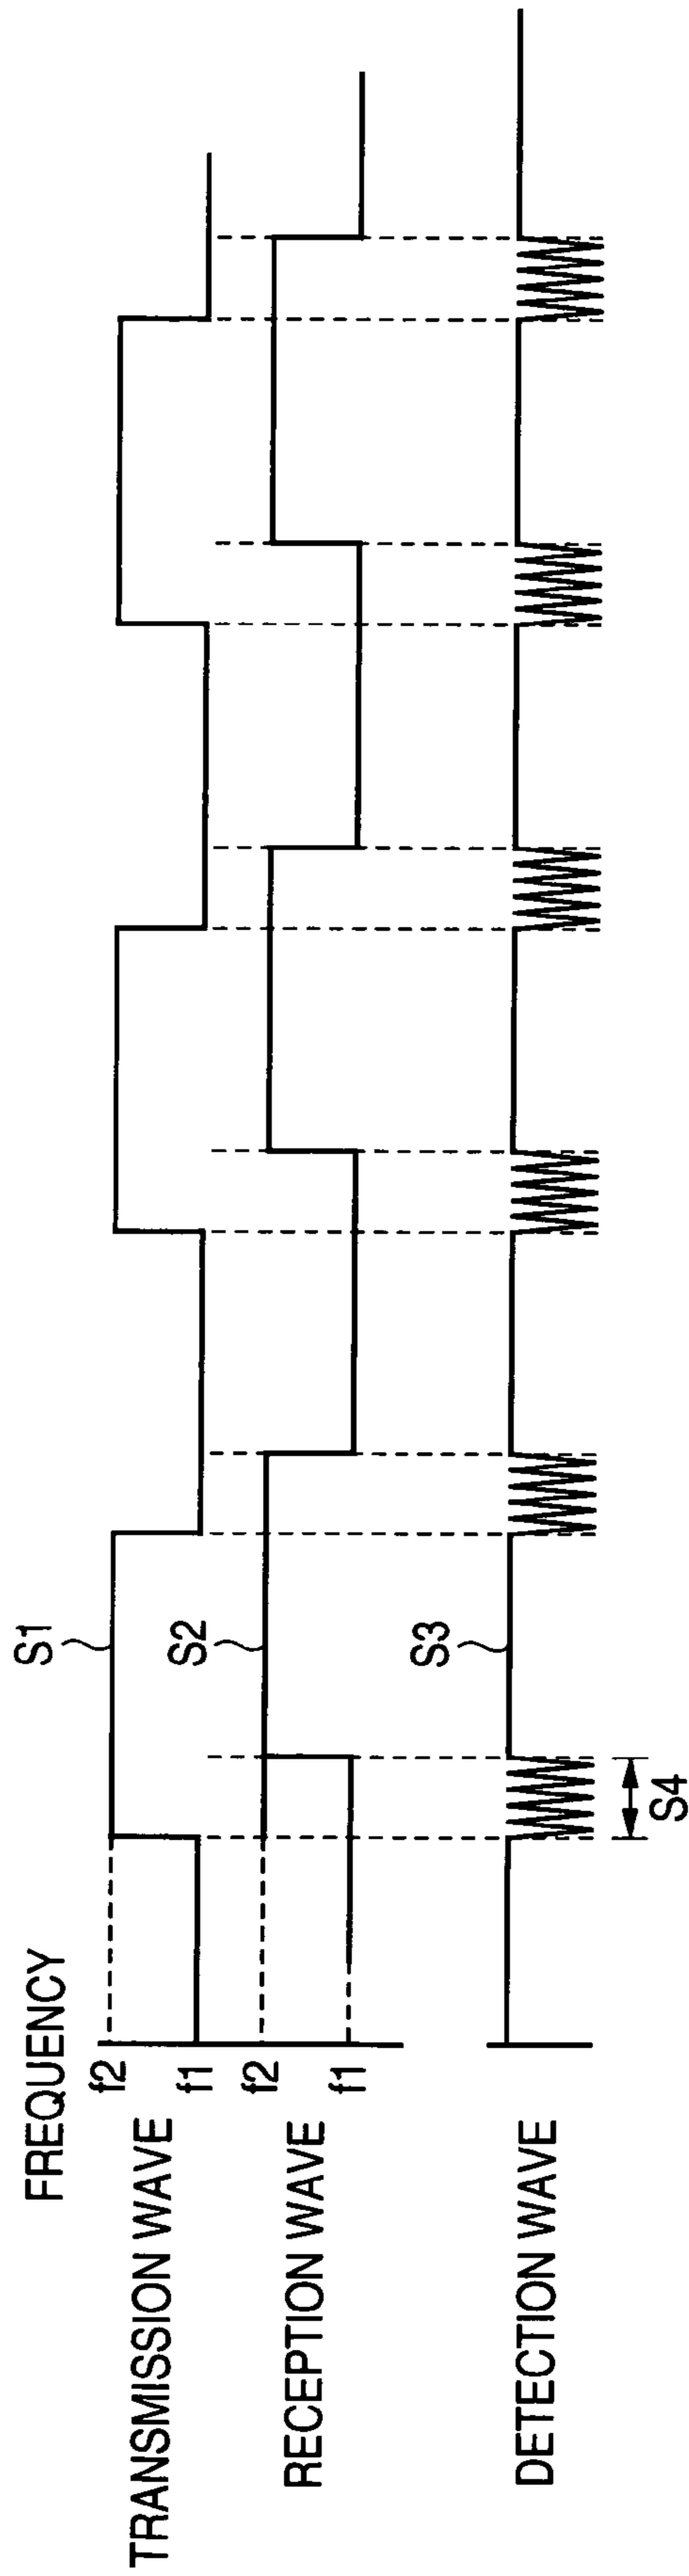 FREQUENCY
TRANSMISSION WAVE
f2
f1
S1
RECEPTION WAVE
f2
f1
S2
DETECTION WAVE
S3
S4